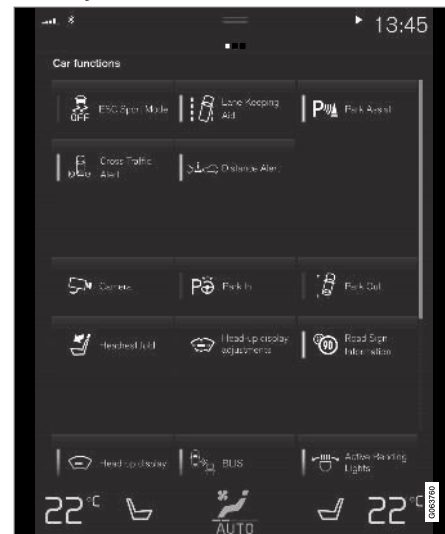 13:45
Car functions
OFF
ESC Sport Mode
Lane Keeping
Aid
P
Park Assist
Cross Traffic
Alert
Distance Alert
Camera
P
Park In
Park Out
Headrest fold
Head-up display
adjustments
90
Road Sign
Information
Head-up display
BLIS
Active Bending
Lights
22°C
AUTO
22°C
G063760